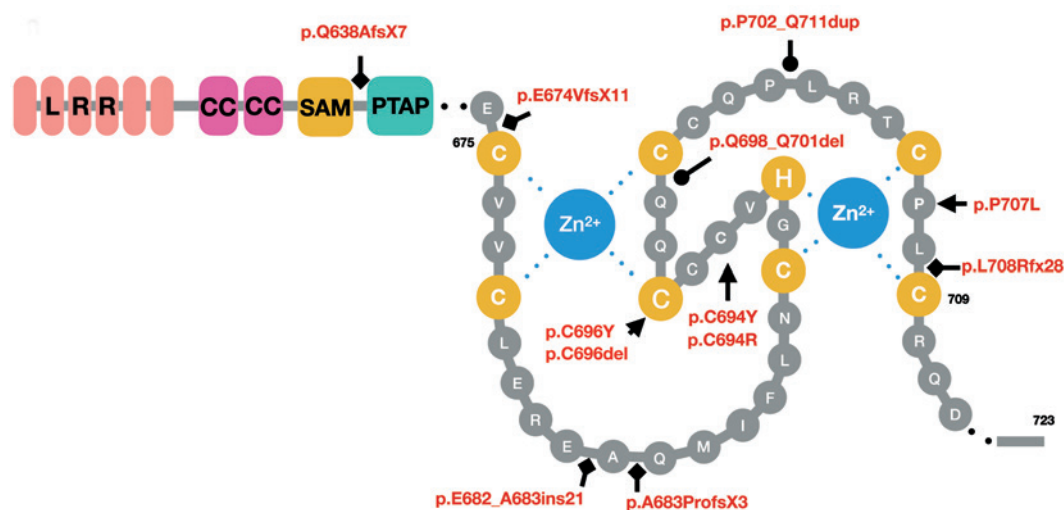 p.Q638AfsX7
p.P702_Q711dup
L R R
CC CC
SAM
PTAP
p.E674VfsX11
675
E
C
V
V
C
L
E
R
E
A
Q
M
I
F
L
N
C
G
H
V
C
C
C
Q
Q
C
C
Q
P
L
R
T
C
P
L
C
R
Q
D
Zn2+
Zn2+
p.Q698_Q701del
p.P707L
p.L708Rfx28
709
p.C696Y
p.C696del
p.C694Y
p.C694R
723
p.E682_A683ins21
p.A683ProfsX3